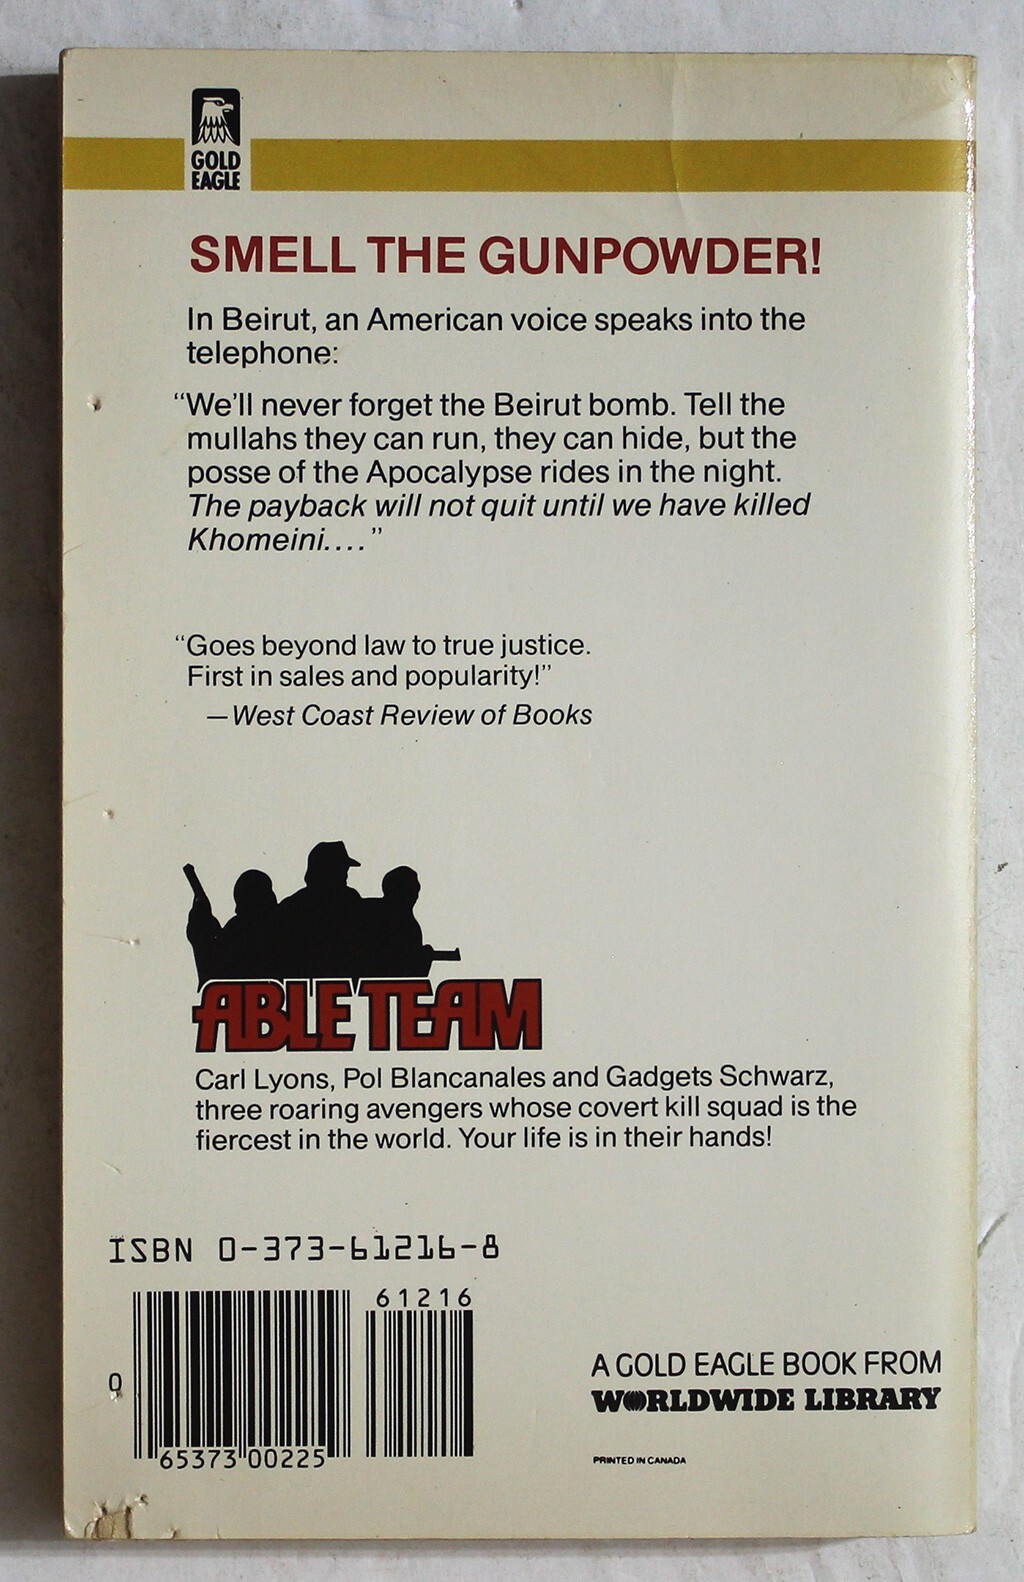 GOLD
EAGLE
SMELL THE GUNPOWDER!
In Beirut, an American voice speaks into the
telephone:
“We’ll never forget the Beirut bomb. Tell the
mullahs they can run, they can hide, but the
posse of the Apocalypse rides in the night.
The payback will not quit until we have killed
Khomeini....”
“Goes beyond law to true justice.
First in sales and popularity!”
—West Coast Review of Books
ABLE TEAM
Carl Lyons, Pol Blancanales and Gadgets Schwarz,
three roaring avengers whose covert kill squad is the
fiercest in the world. Your life is in their hands!
ISBN 0-373-61216-8
61216
0
65373 00225
A GOLD EAGLE BOOK FROM
WORLDWIDE LIBRARY
PRINTED IN CANADA